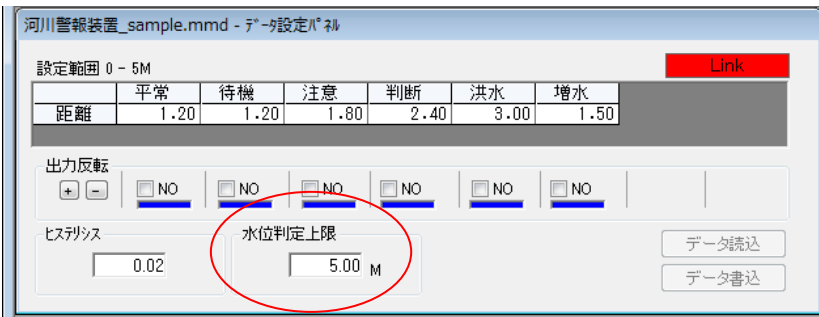 河川警報装置_sample.mmd - ﾃﾞｰﾀ設定ﾊﾟﾈﾙ
設定範囲 0 - 5M
Link
平常 待機 注意 判断 洪水 増水
距離 1.20 1.20 1.80 2.40 3.00 1.50
出力反転
+ - NO NO NO NO NO NO
ﾋｽﾃﾘｼｽ 水位判定上限
0.02 5.00 M
データ読込
データ書込